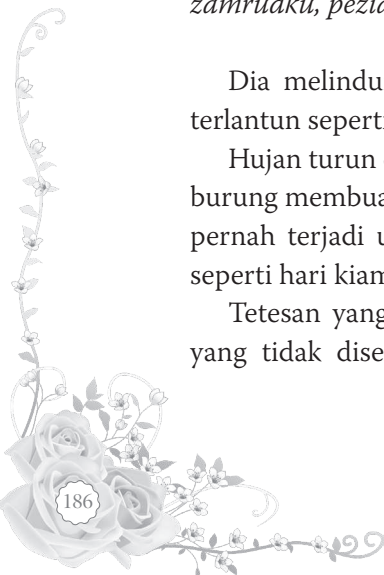 zamrudku, pezia
Dia melindu
terlantun seperti
Hujan turun
burung membua
pernah terjadi u
seperti hari kiam
Tetesan yang
yang tidak dise
186